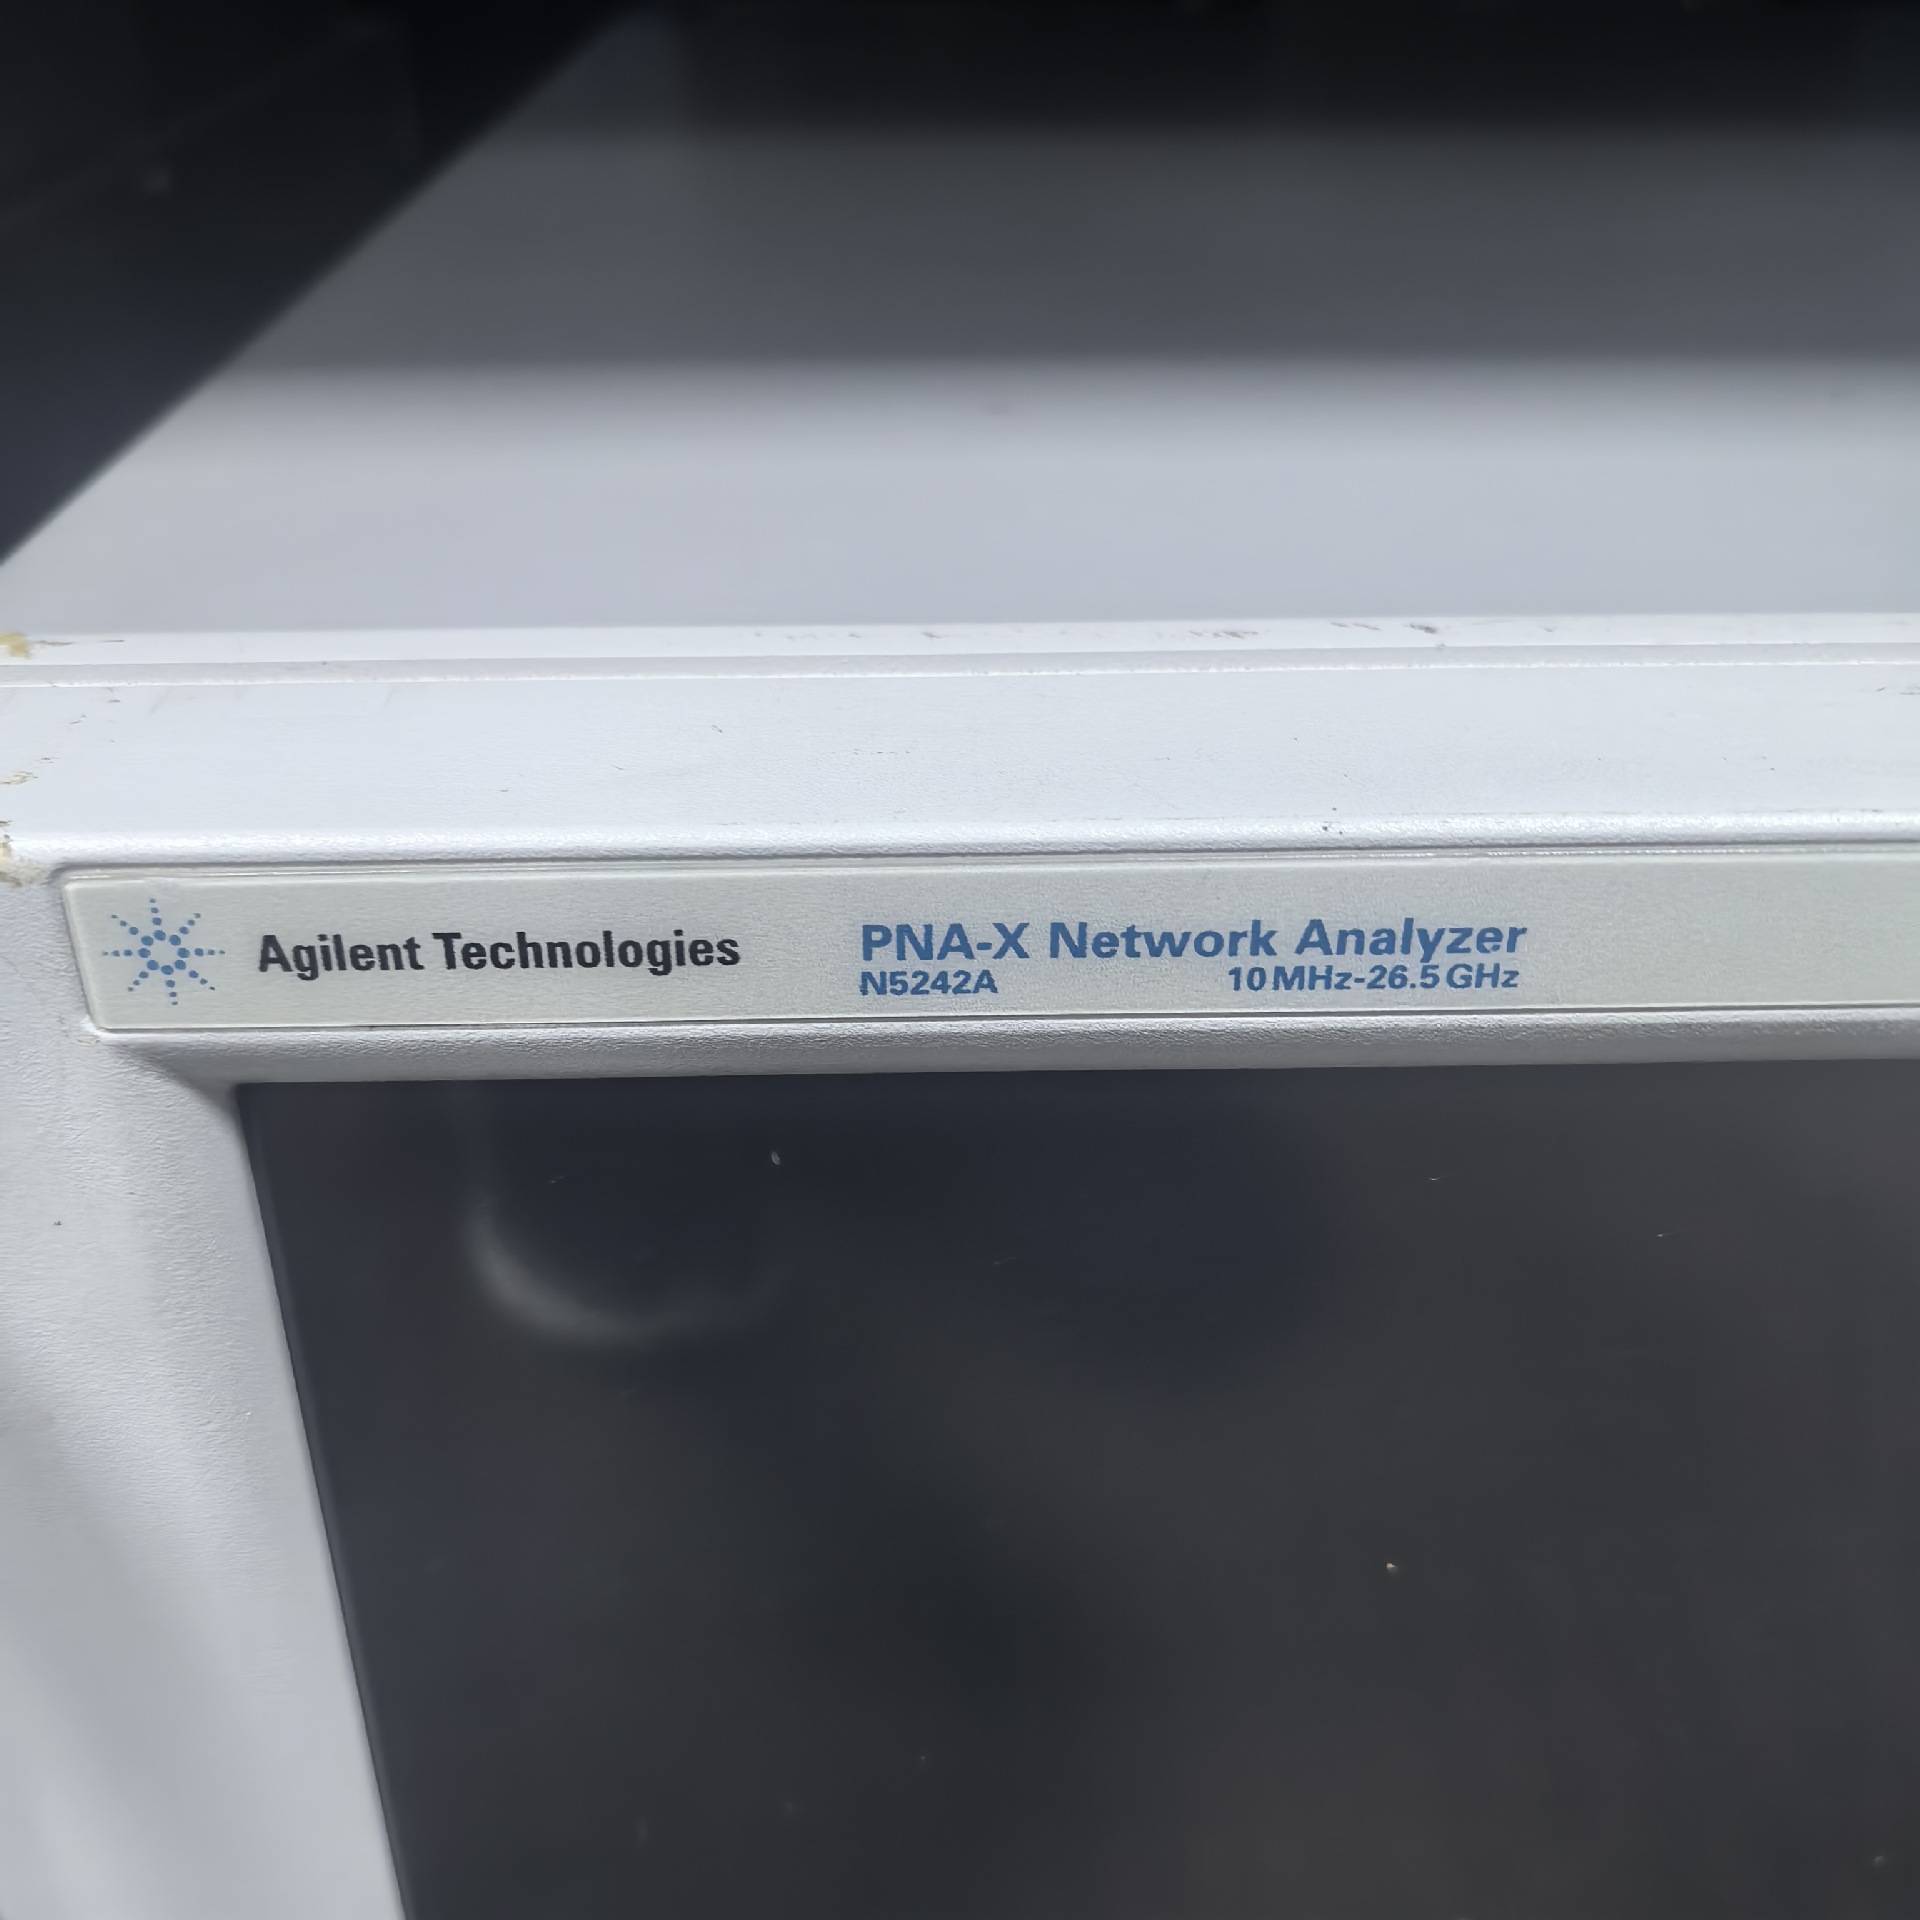 Agilent Technologies
PNA-X Network Analyzer
N5242A 10 MHz-26.5 GHz